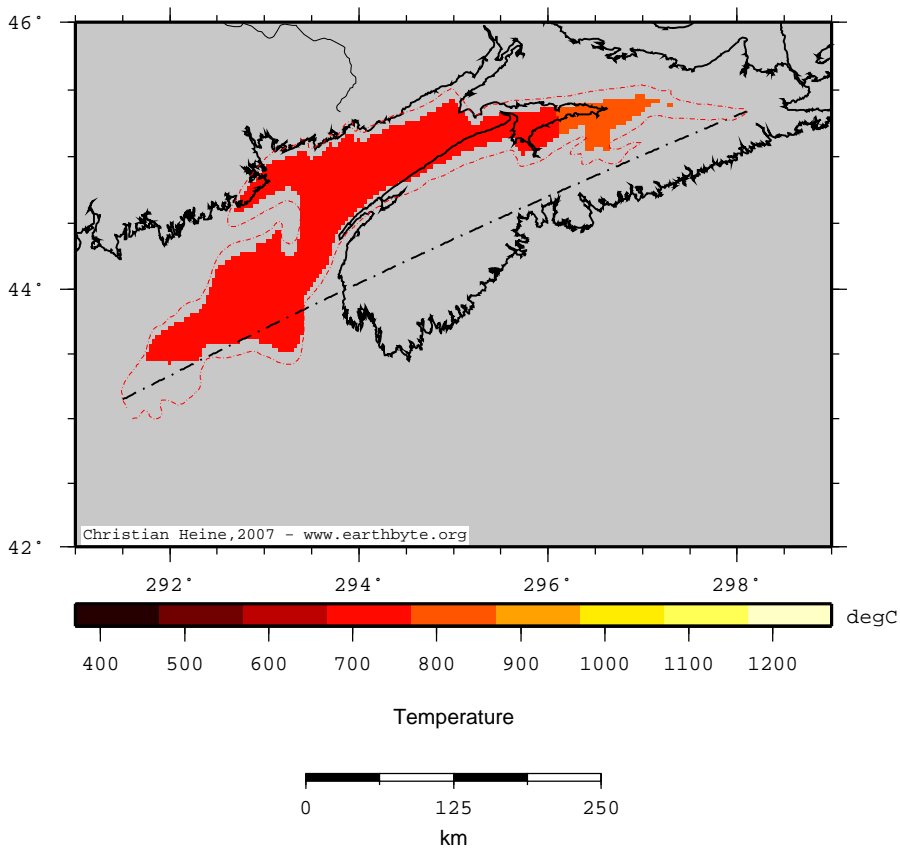 46°
44°
42°
Christian Heine,2007 - www.earthbyte.org
292° 294° 296° 298°
degC
400 500 600 700 800 900 1000 1100 1200
Temperature
0 125 250
km